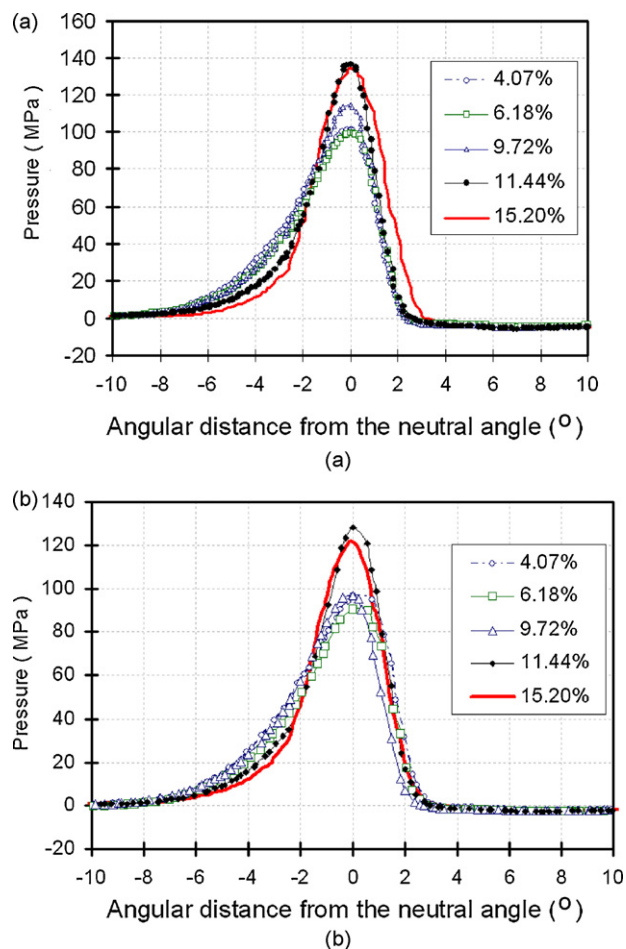 (a)
160
140
120
100
80
60
40
20
0
-20
Pressure ( MPa )
4.07%
6.18%
9.72%
11.44%
15.20%
-10 -8 -6 -4 -2 0 2 4 6 8 10
Angular distance from the neutral angle (O)
(a)
(b)
140
120
100
80
60
40
20
0
-20
Pressure ( MPa )
4.07%
6.18%
9.72%
11.44%
15.20%
-10 -8 -6 -4 -2 0 2 4 6 8 10
Angular distance from the neutral angle (O)
(b)